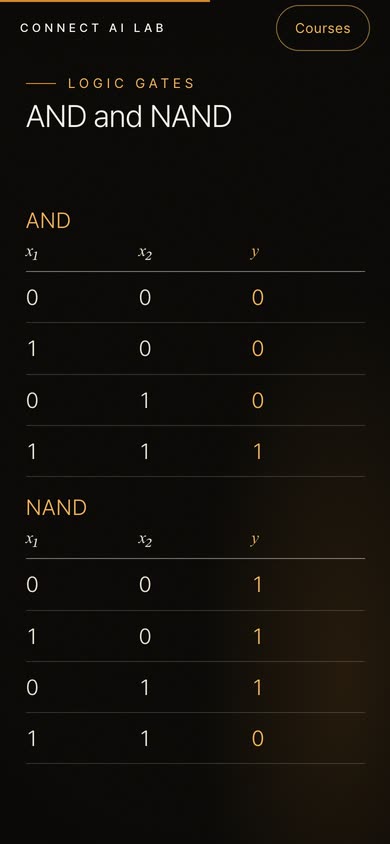 CONNECT AI LAB
Courses
LOGIC GATES
AND and NAND
AND
x₁ x₂ y
0 0 0
1 0 0
0 1 0
1 1 1
NAND
x₁ x₂ y
0 0 1
1 0 1
0 1 1
1 1 0